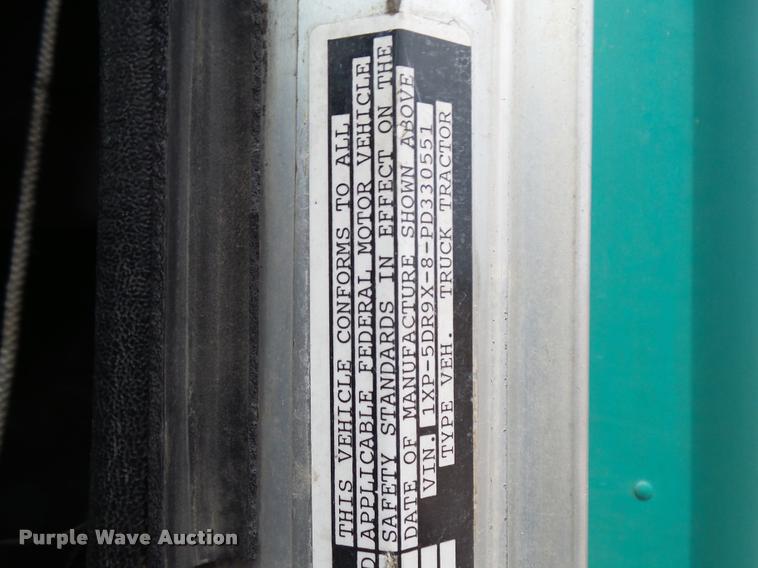 THIS VEHICLE CONFORMS TO ALL
APPLICABLE FEDERAL MOTOR VEHICLE
SAFETY STANDARDS IN EFFECT ON THE
DATE OF MANUFACTURE SHOWN ABOVE
VIN. 1XP-5DR9X-8-PD330551
TYPE VEH. TRUCK TRACTOR
Purple Wave Auction